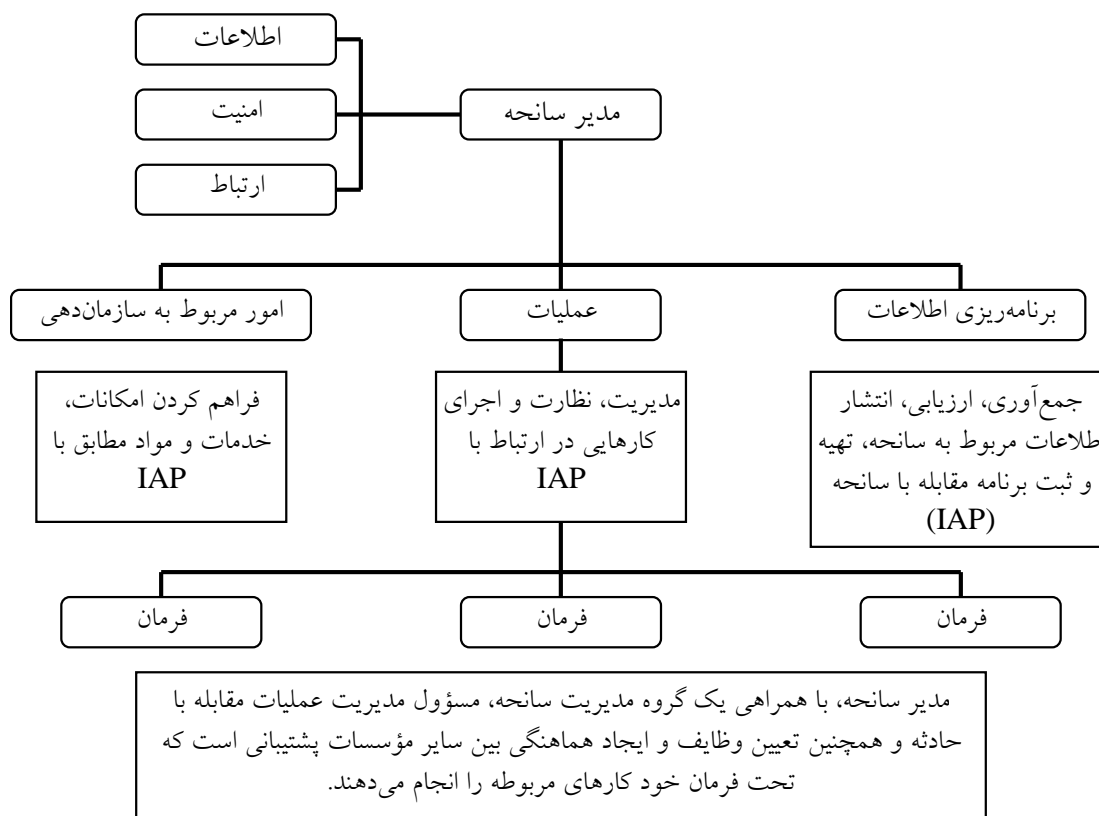 اطلاعات
امنیت
مدیر سانحه
ارتباط
برنامه‌ریزی اطلاعات
عملیات
امور مربوط به سازمان‌دهی
جمع‌آوری، ارزیابی، انتشار
طلاعات مربوط به سانحه، تهیه
و ثبت برنامه مقابله با سانحه
(IAP)
مدیریت، نظارت و اجرای
کارهایی در ارتباط با
IAP
فراهم کردن امکانات،
خدمات و مواد مطابق با
IAP
فرمان
فرمان
فرمان
مدیر سانحه، با همراهی یک گروه مدیریت سانحه، مسؤول مدیریت عملیات مقابله با
حادثه و همچنین تعیین وظایف و ایجاد هماهنگی بین سایر مؤسسات پشتیبانی است که
تحت فرمان خود کارهای مربوطه را انجام می‌دهند.